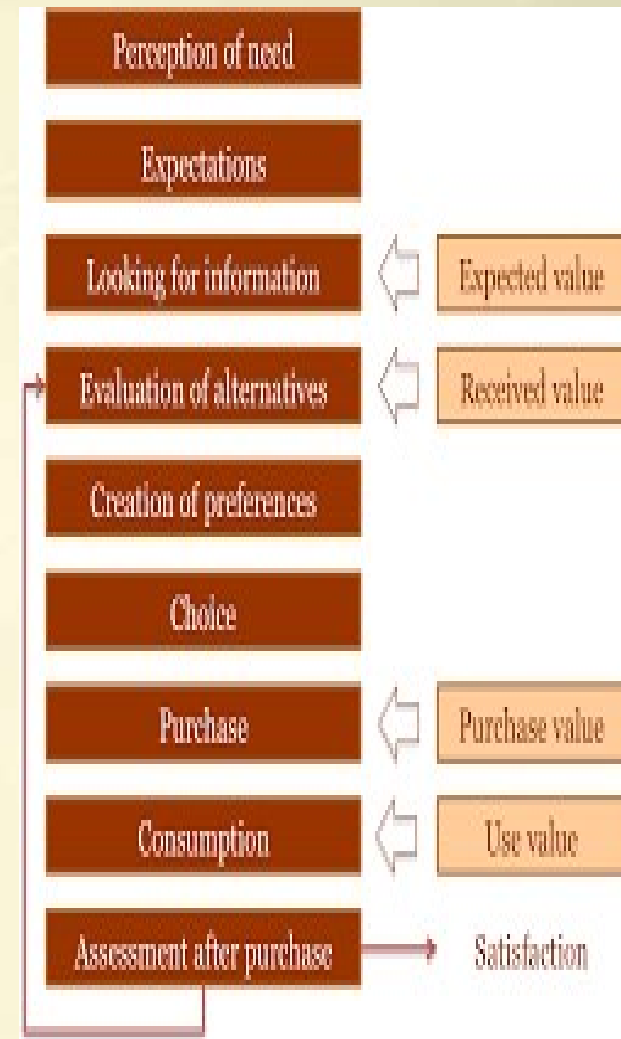 Perception of need
Expectations
Looking for information
Expected value
Evaluation of alternatives
Received value
Creation of preferences
Choice
Purchase
Purchase value
Consumption
Use value
Assessment after purchase
Satisfaction